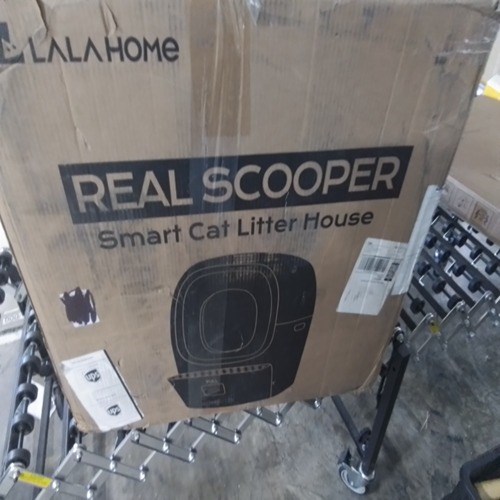 LALAHOME
REAL SCOOPER
Smart Cat Litter House